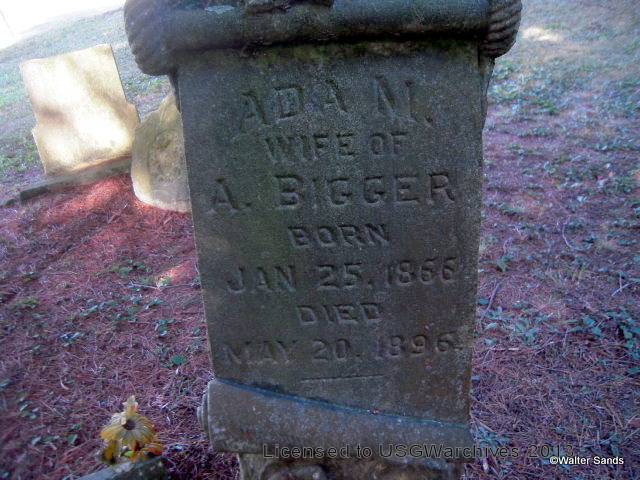 ADA M.
WIFE OF
A. BIGGER
BORN
JAN 25, 1866
DIED
MAY 20, 1896
Licensed to USGWarchives 2013
©Walter Sands